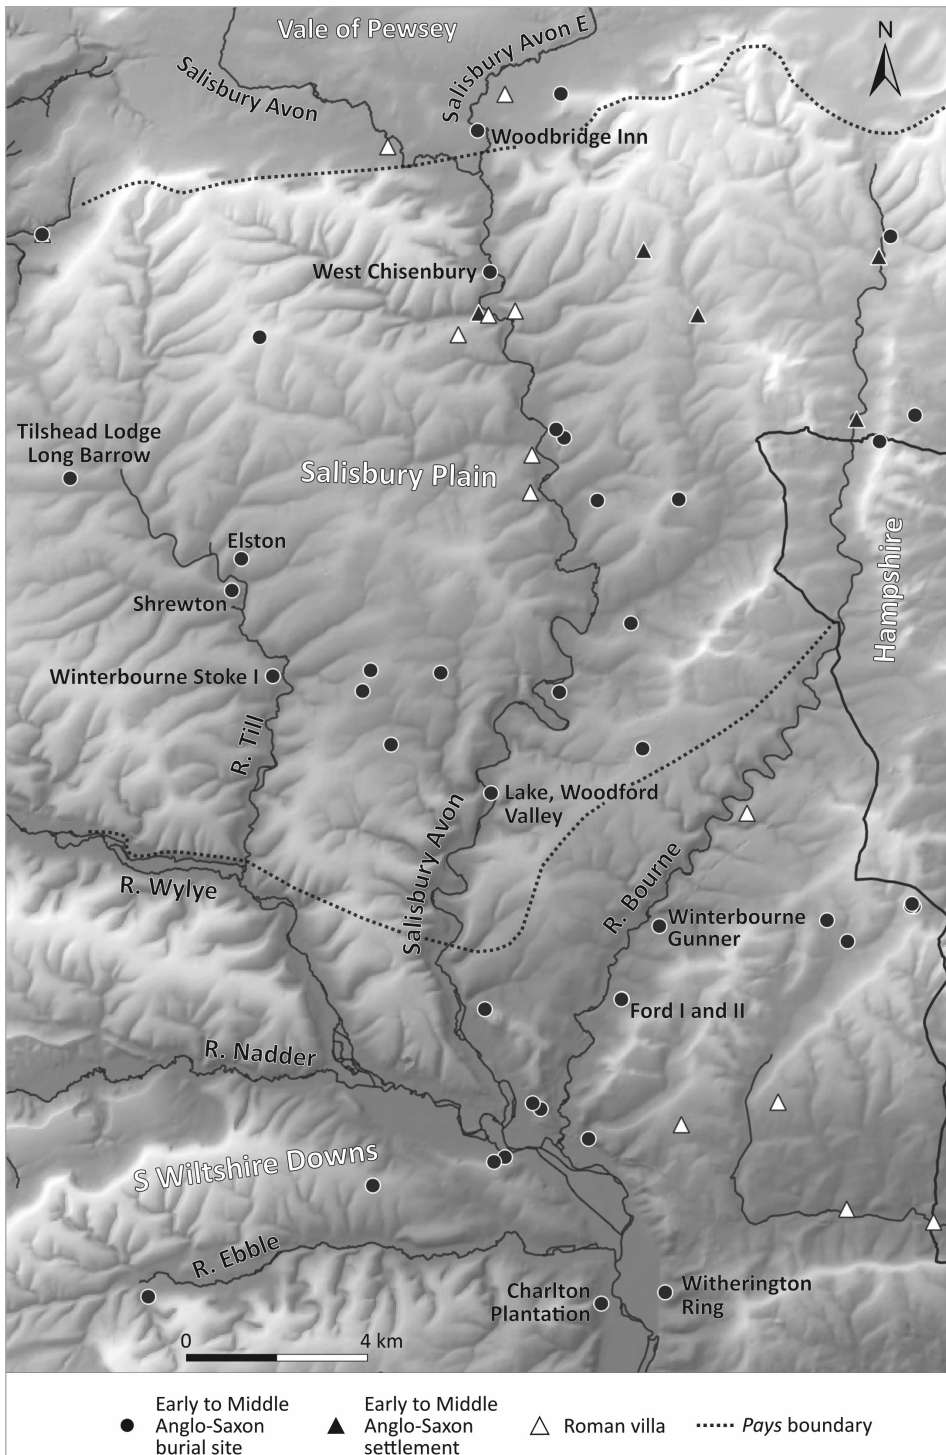 Vale of Pewsey
N
Salisbury Avon E
Salisbury Avon
Woodbridge Inn
West Chisenbury
Tilshead Lodge
Long Barrow
Salisbury Plain
Hampshire
Elston
Shrewton
Winterbourne Stoke I
R. Till
Lake, Woodford
Valley
Salisbury Avon
R. Bourne
R. Wylye
Winterbourne
Gunner
Ford I and II
R. Nadder
S Wiltshire Downs
R. Ebble
Charlton
Plantation
Witherington
Ring
0 4 km
Early to Middle
Anglo-Saxon
burial site
Early to Middle
Anglo-Saxon
settlement
Roman villa
Pays boundary